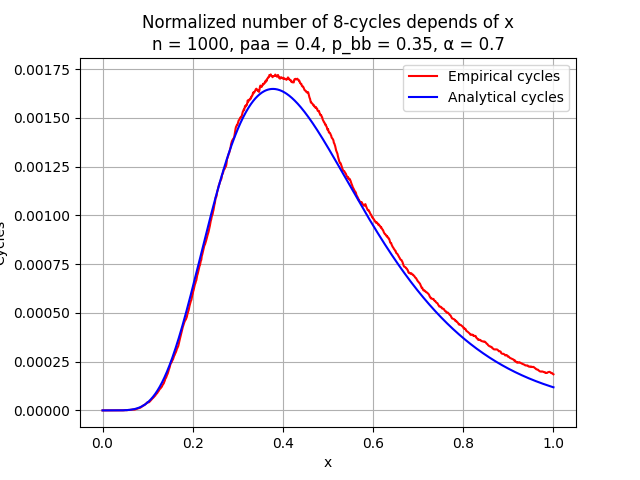 Normalized number of 8-cycles depends of x
n = 1000, paa = 0.4, p_bb = 0.35, α = 0.7
Empirical cycles
Analytical cycles
0.00175
0.00150
0.00125
0.00100
0.00075
0.00050
0.00025
0.00000
Cycles
0.0 0.2 0.4 0.6 0.8 1.0
x